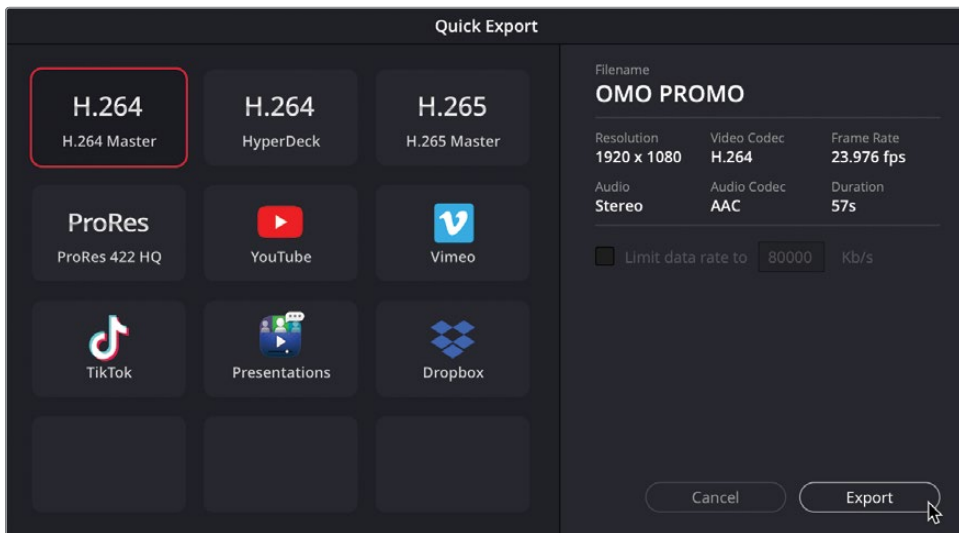 Quick Export
H.264
H.264 Master
H.264
HyperDeck
H.265
H.265 Master
ProRes
ProRes 422 HQ
YouTube
Vimeo
TikTok
Presentations
Dropbox
Filename
OMO PROMO
Resolution Video Codec Frame Rate
1920 x 1080 H.264 23.976 fps
Audio Audio Codec Duration
Stereo AAC 57s
Limit data rate to 80000 Kb/s
Cancel Export